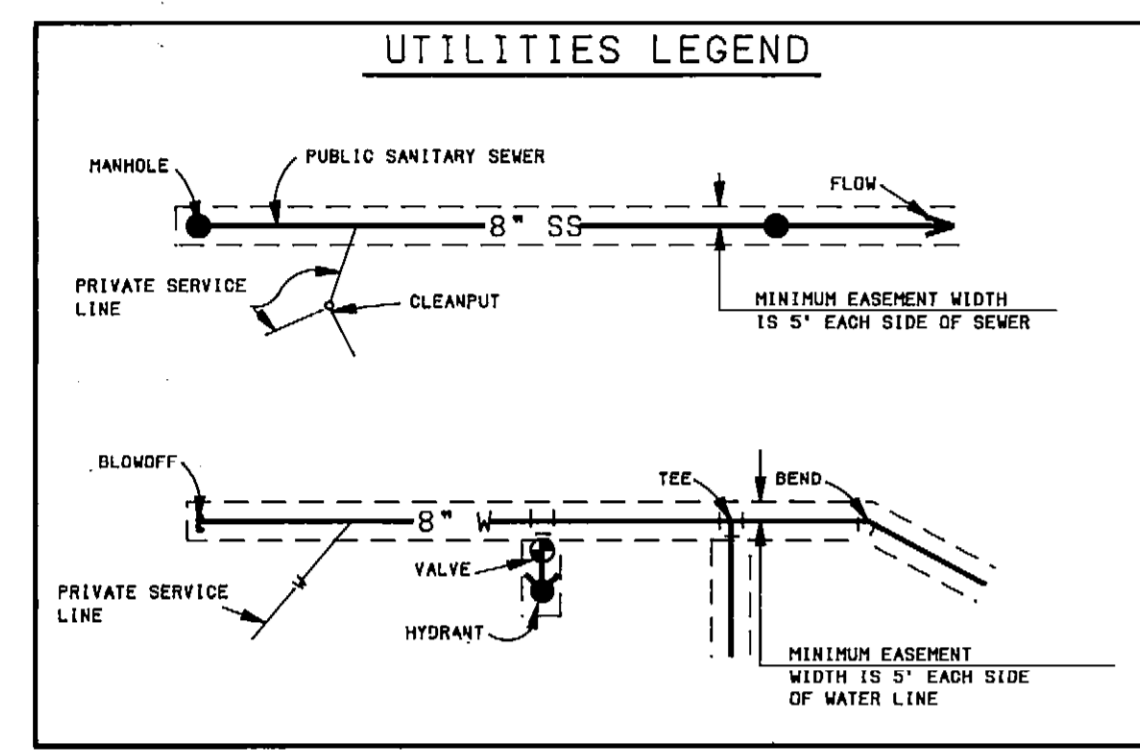 UTILITIES LEGEND
MANHOLE
PUBLIC SANITARY SEWER
FLOW
8" SS
PRIVATE SERVICE
LINE
CLEANPUT
MINIMUM EASEMENT WIDTH
IS 5' EACH SIDE OF SEWER
BLOWOFF
TEE
BEND
8" W
VALVE
PRIVATE SERVICE
LINE
W
HYDRANT
MINIMUM EASEMENT
WIDTH IS 5' EACH SIDE
OF WATER LINE